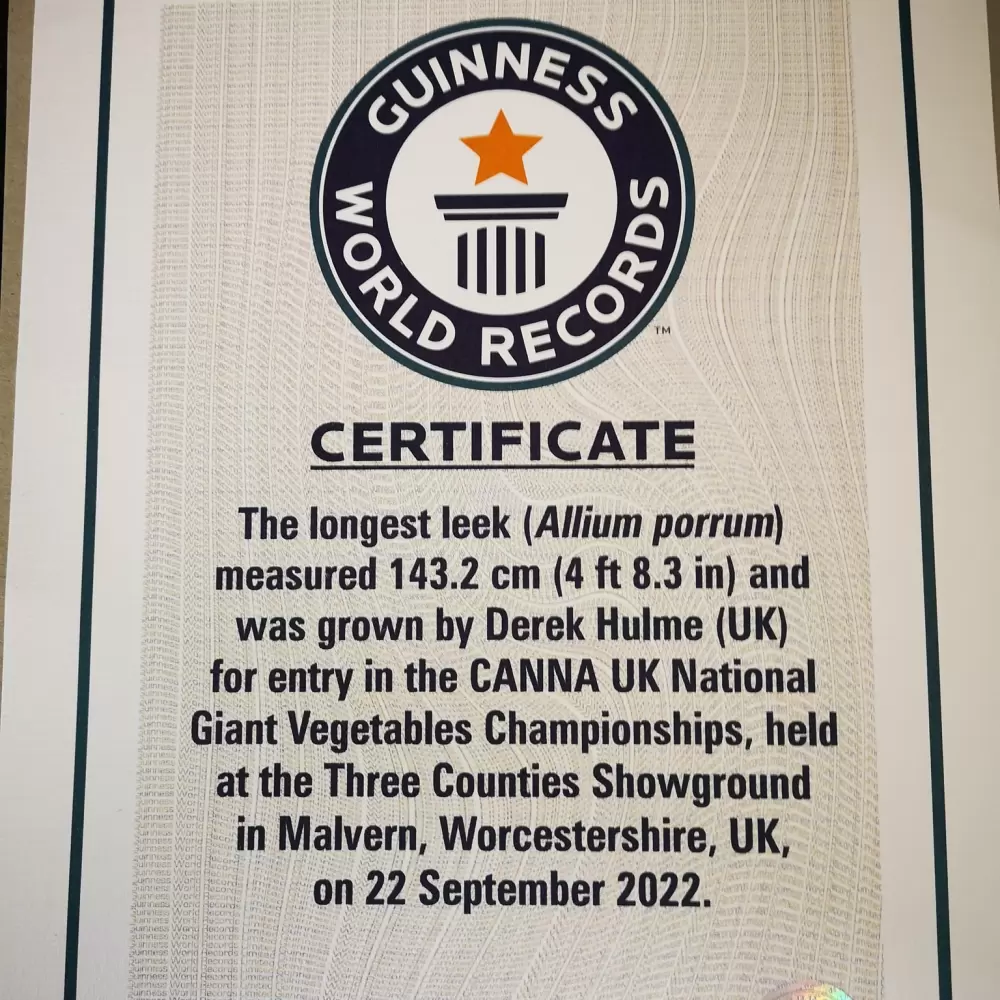 GUINNESS
WORLD RECORDS
TM
CERTIFICATE
The longest leek (Allium porrum)
measured 143.2 cm (4 ft 8.3 in) and
was grown by Derek Hulme (UK)
for entry in the CANNA UK National
Giant Vegetables Championships, held
at the Three Counties Showground
in Malvern, Worcestershire, UK,
on 22 September 2022.